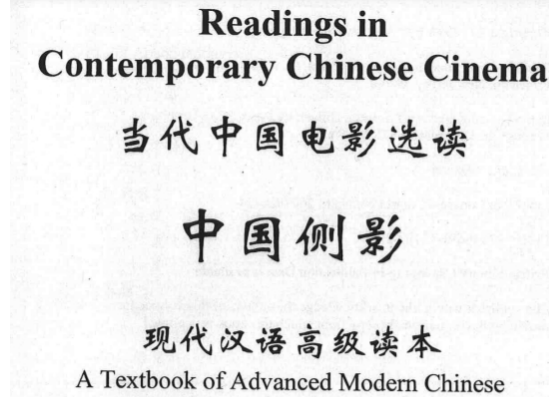 Readings in
Contemporary Chinese Cinema
当代中国电影选读
中国侧影
现代汉语高级读本
A Textbook of Advanced Modern Chinese